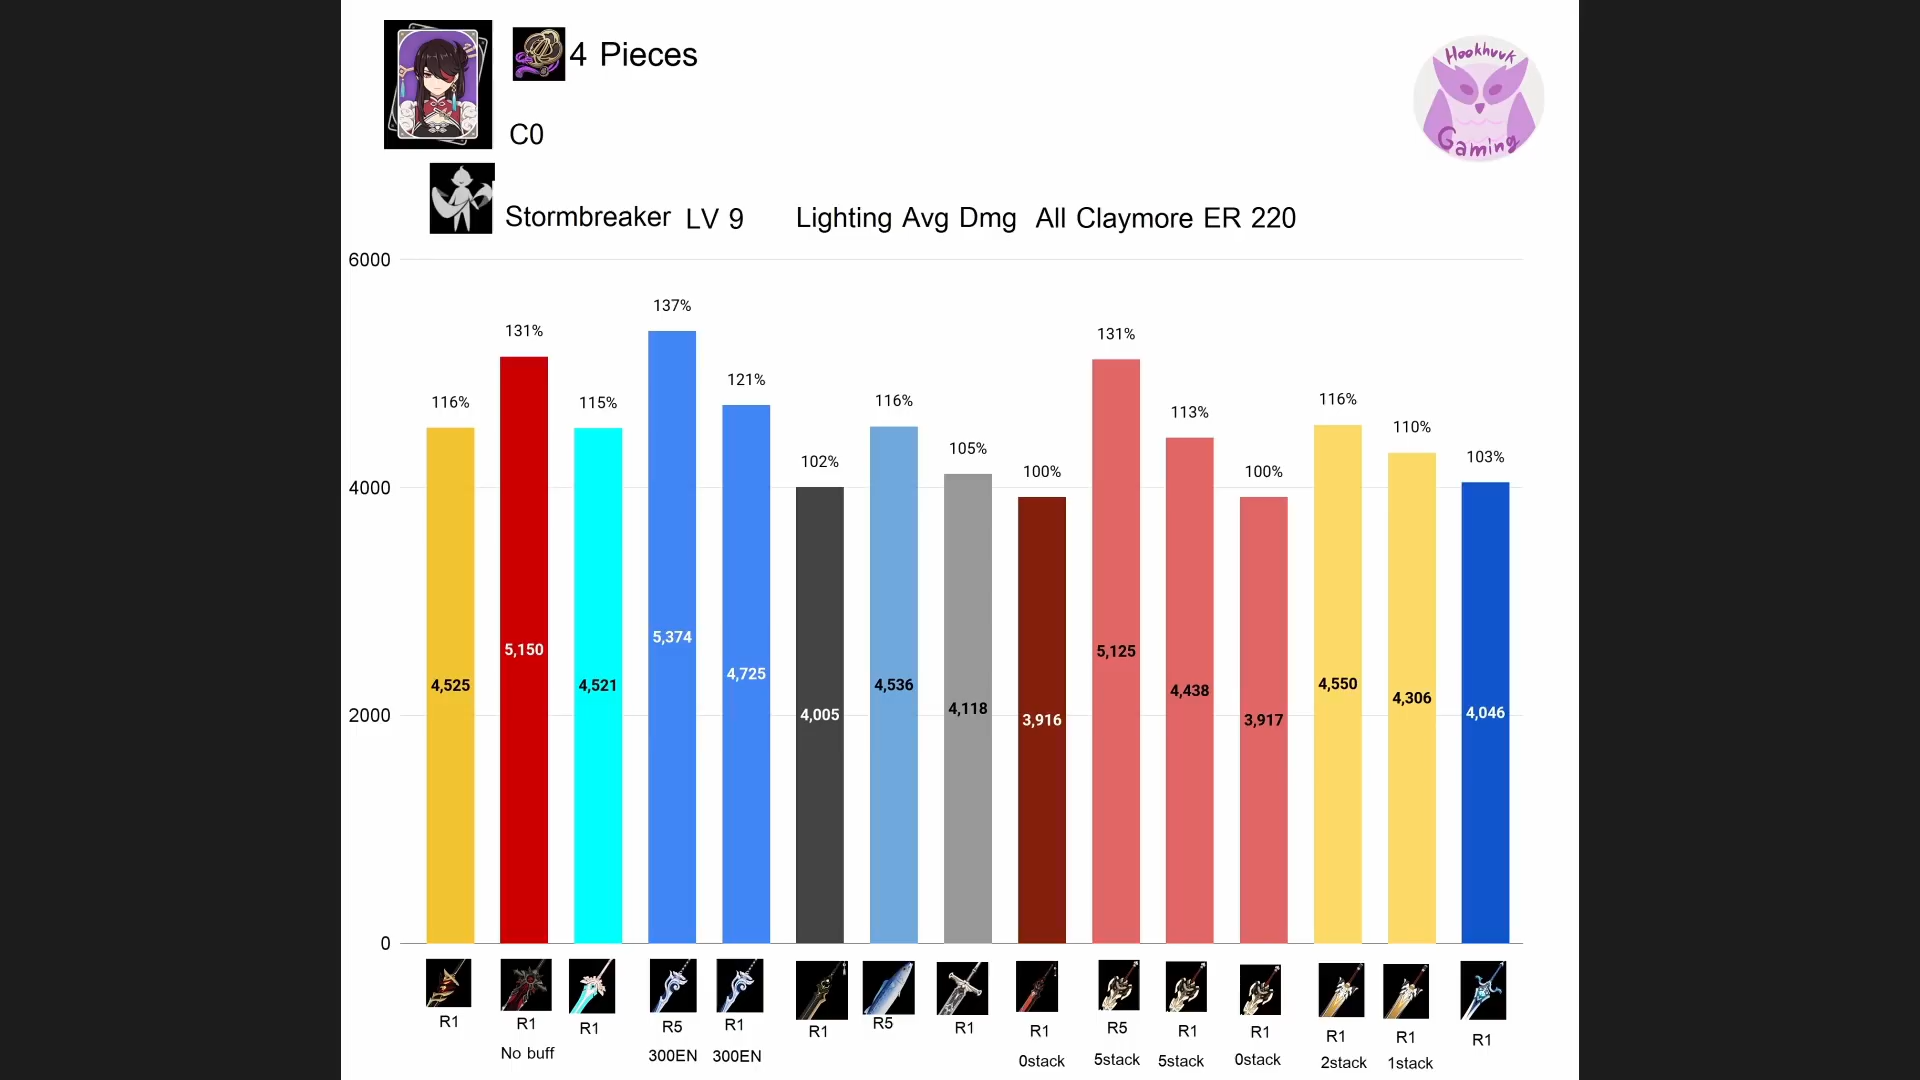 4 Pieces
Hookhuuk
Gaming
C0
Stormbreaker LV 9 Lighting Avg Dmg All Claymore ER 220
6000
4000
2000
0
116% 131% 115% 137% 121% 102% 116% 105% 100% 131% 113% 100% 116% 110% 103%
4,525 5,150 4,521 5,374 4,725 4,005 4,536 4,118 3,916 5,125 4,438 3,917 4,550 4,306 4,046
R1 R1 R1 R5 R1 R1 R5 R1 R1 R5 R1 R1 R1 R1 R1
No buff 300EN 300EN 0stack 5stack 5stack 0stack 2stack 1stack